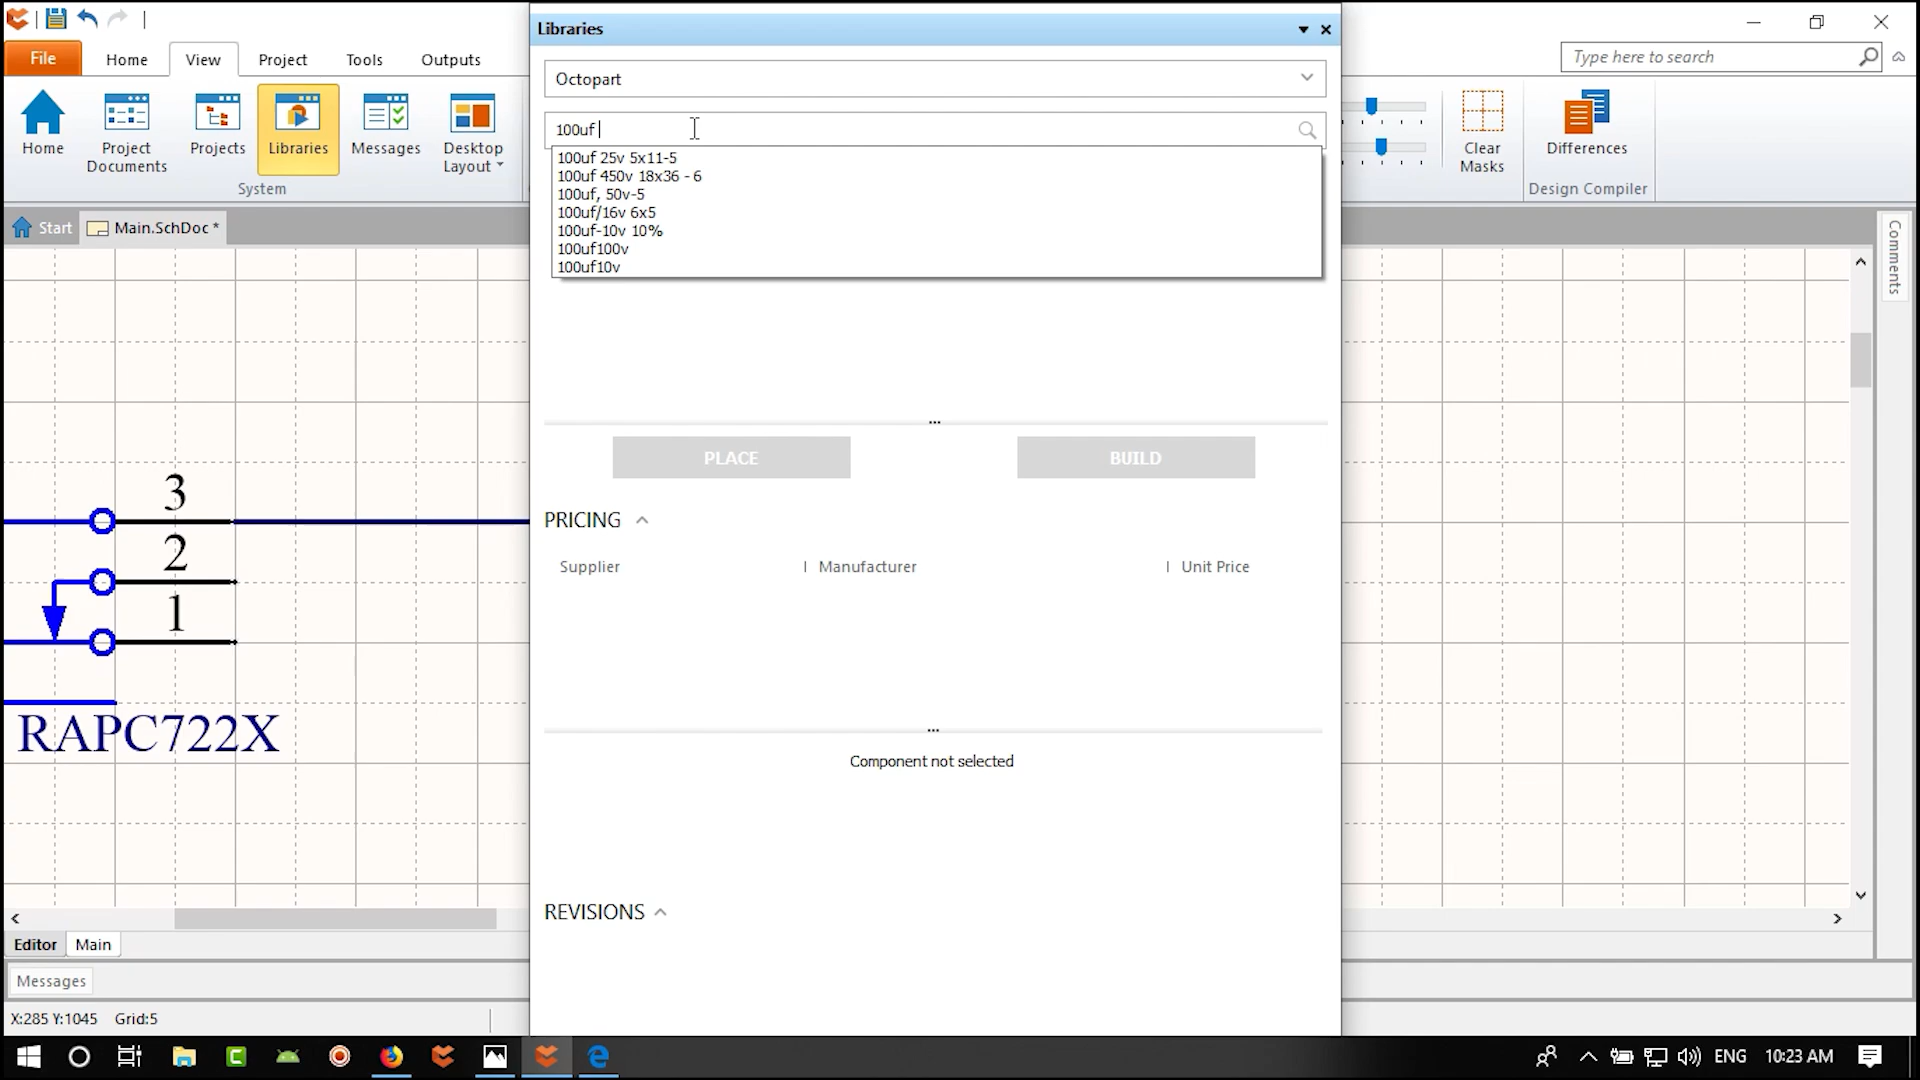 Libraries
File
Home
View
Project
Tools
Outputs
Type here to search
Home
Project
Documents
Projects
Libraries
Messages
Desktop
Layout
System
Clear
Masks
Differences
Design Compiler
Start
Main.SchDoc *
Octopart
100uf
100uf 25v 5x11-5
100uf 450v 18x36 - 6
100uf, 50v-5
100uf/16v 6x5
100uf-10v 10%
100uf100v
100uf10v
Comments
PLACE
BUILD
PRICING
Supplier
Manufacturer
Unit Price
3
2
1
RAPC722X
Component not selected
REVISIONS
Editor
Main
Messages
X:285 Y:1045 Grid:5
ENG
10:23 AM